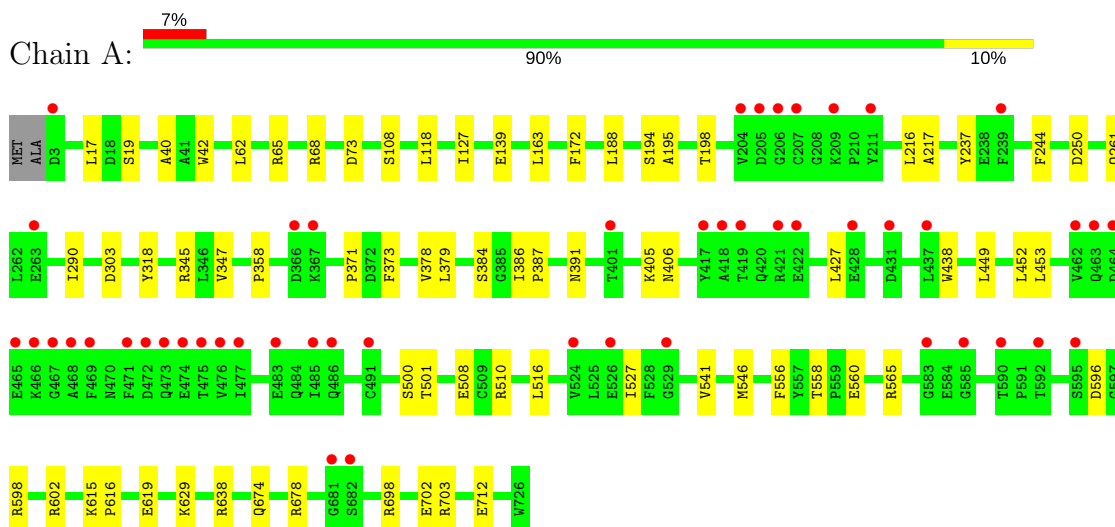 7%
Chain A:
90% 10%
MET ALA D3 L17 D18 S19 A40 A41 W42 L62 R65 R68 D73 S108 L118 I127 E139 L163 F172 L188 S194 A195 T198 V204 D205 G206 C207 G208 K209 P210 Y211 L216 A217 Y237 E238 F239 F244 D250
L262 E263 I290 D303 Y318 R345 L346 V347 P358 D366 K367 P371 D372 F373 V378 L379 S384 G385 I386 P387 N391 T401 K405 N406 Y417 A418 T419 Q420 R421 E422 L427 E428 D431 L437 W438 L449 L452 L453 V462 Q463
E465 K466 G467 A468 F469 N470 F471 D472 Q473 E474 T475 V476 I477 E483 Q484 I485 Q486 C491 S500 T501 E508 C509 R510 L516 V524 L525 E526 I527 F528 G529 V541 M546 F556 Y557 T558 P559 E560 R565 G583 E584 G585 T590 P591 T592 S595 D596
R598 R602 K615 P616 E619 K629 R638 Q674 R678 G681 S682 R698 E702 R703 E712 W726